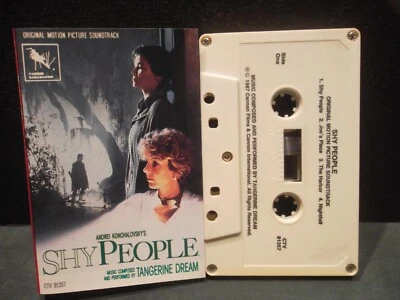 ORIGINAL MOTION PICTURE SOUNDTRACK
VARESE
SARABANDE
ANDREI KONCHALOVSKY'S
SHY PEOPLE
MUSIC COMPOSED
AND PERFORMED BY TANGERINE DREAM
CTV 81357
Side
One
SHY PEOPLE
ORIGINAL MOTION PICTURE SOUNDTRACK
1. Shy People 2. Joe's Place 3. The Harbor 4. Nightfall
MUSIC COMPOSED AND PERFORMED BY TANGERINE DREAM
℗ © 1987 Cannon Films & Cannon International. All Rights Reserved.
CTV
81357